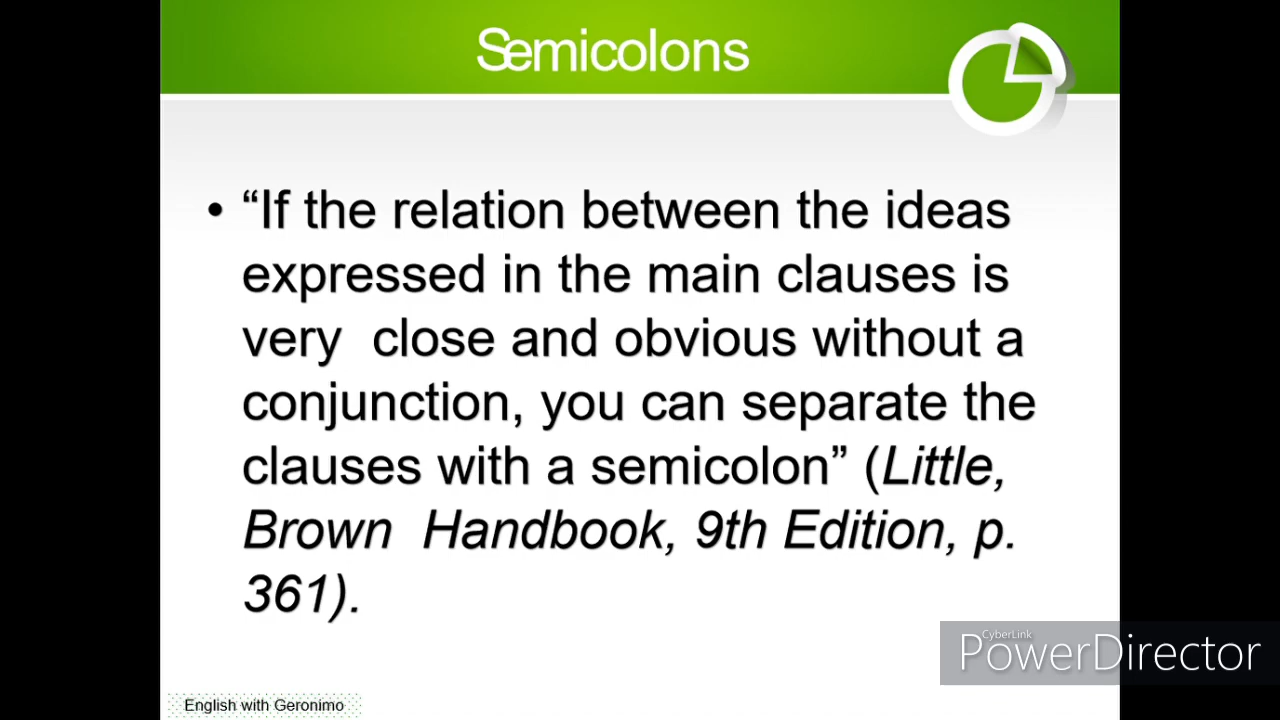 Semicolons
• “If the relation between the ideas
expressed in the main clauses is
very  close and obvious without a
conjunction, you can separate the
clauses with a semicolon” (Little,
Brown  Handbook, 9th Edition, p.
361).
CyberLink
PowerDirector
English with Geronimo